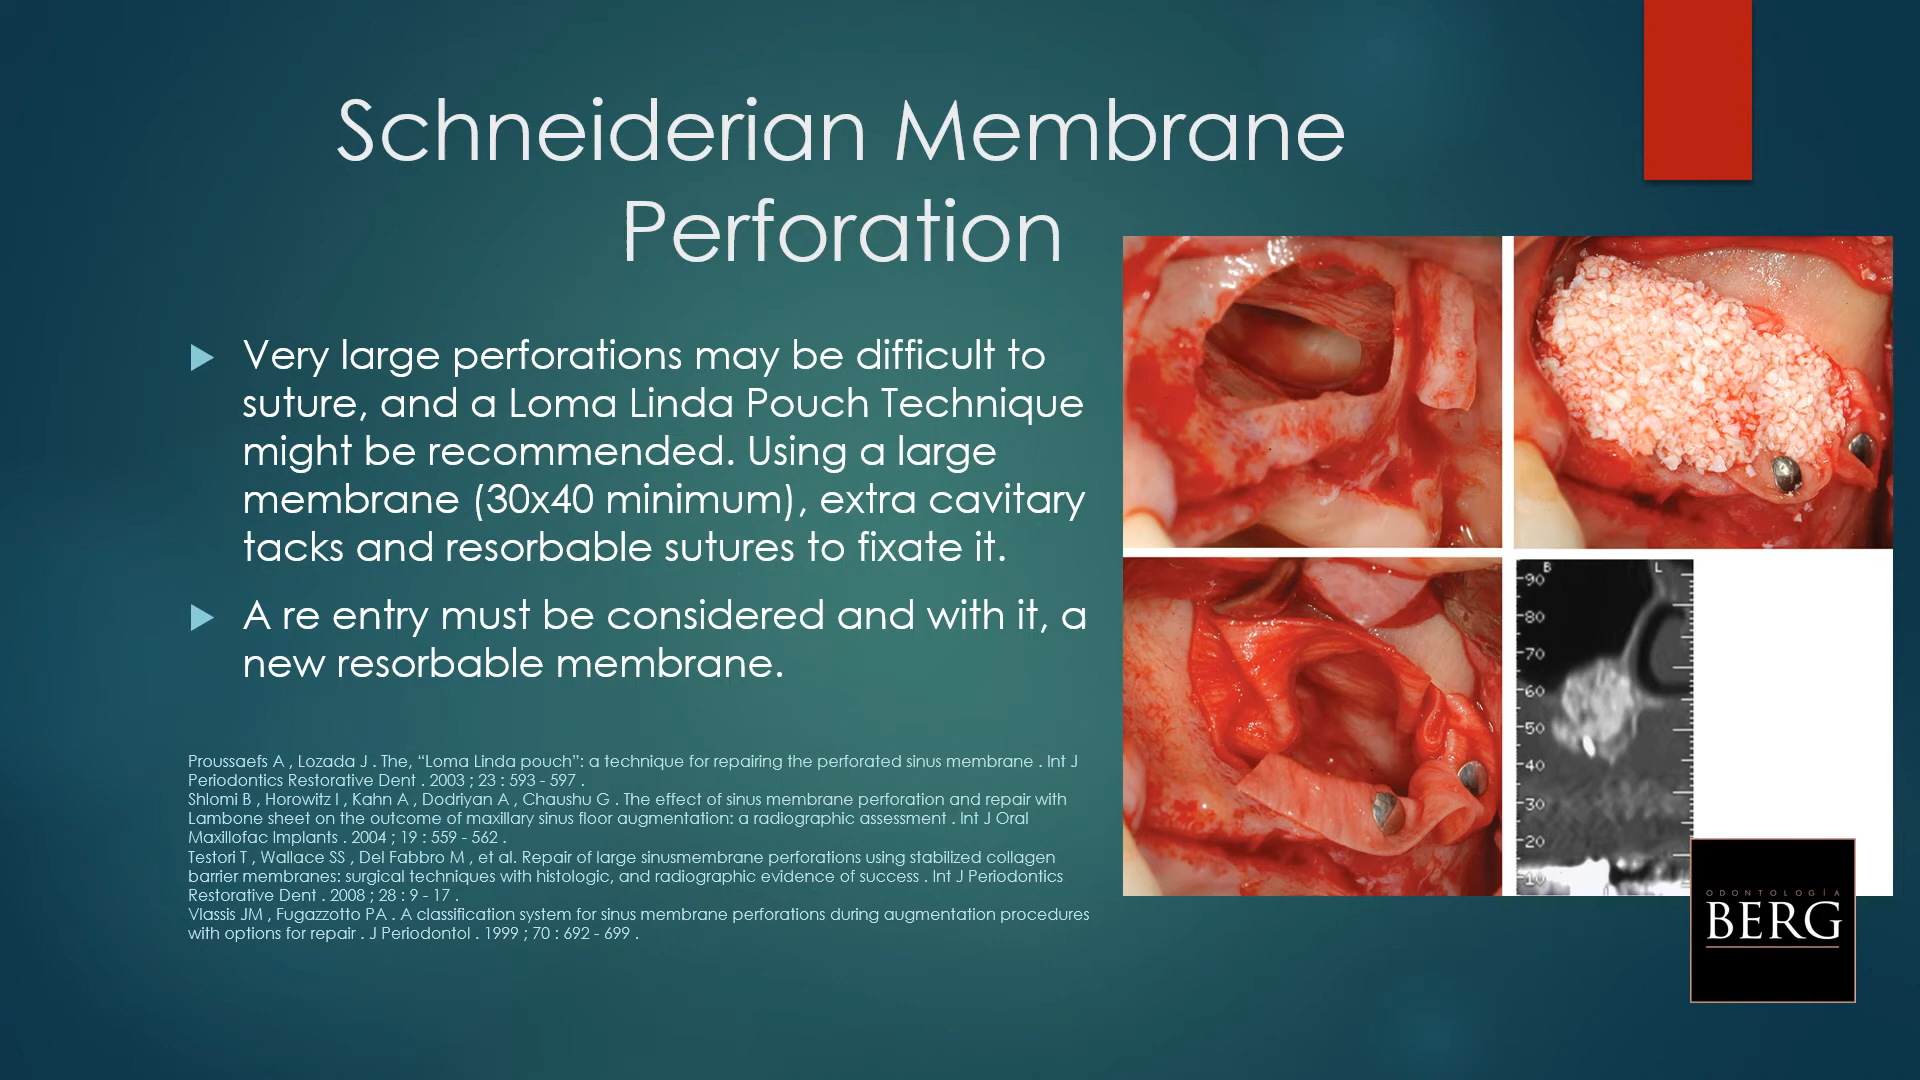 Schneiderian Membrane
Perforation
Very large perforations may be difficult to
suture, and a Loma Linda Pouch Technique
might be recommended. Using a large
membrane (30x40 minimum), extra cavitary
tacks and resorbable sutures to fixate it.
A re entry must be considered and with it, a
new resorbable membrane.
Proussaefs A , Lozada J . The, “Loma Linda pouch”: a technique for repairing the perforated sinus membrane . Int J
Periodontics Restorative Dent . 2003 ; 23 : 593 - 597 .
Shlomi B , Horowitz I , Kahn A , Dodriyan A , Chaushu G . The effect of sinus membrane perforation and repair with
Lambone sheet on the outcome of maxillary sinus floor augmentation: a radiographic assessment . Int J Oral
Maxillofac Implants . 2004 ; 19 : 559 - 562 .
Testori T , Wallace SS , Del Fabbro M , et al. Repair of large sinusmembrane perforations using stabilized collagen
barrier membranes: surgical techniques with histologic, and radiographic evidence of success . Int J Periodontics
Restorative Dent . 2008 ; 28 : 9 - 17 .
Vlassis JM , Fugazzotto PA . A classification system for sinus membrane perforations during augmentation procedures
with options for repair . J Periodontol . 1999 ; 70 : 692 - 699 .
B L
90
80
70
60
50
40
30
20
10
ODONTOLOGÍA
BERG